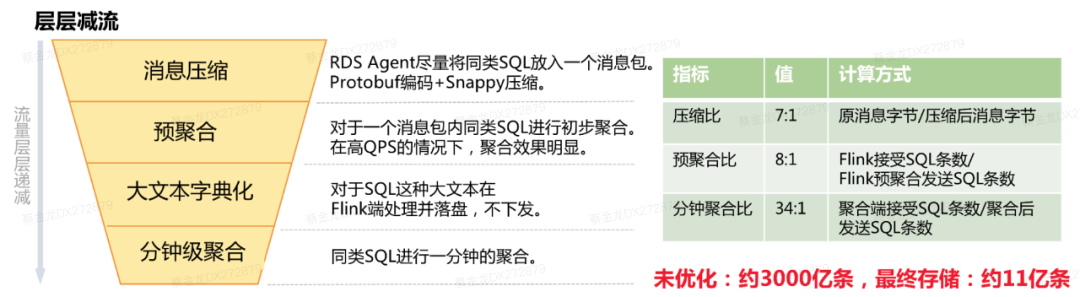 层层减流
流量层层递减
消息压缩
RDS Agent尽量将同类SQL放入一个消息包。
Protobuf编码+Snappy压缩。
预聚合
对于一个消息包内同类SQL进行初步聚合。
在高QPS的情况下，聚合效果明显。
大文本字典化
对于SQL这种大文本在
Flink端处理并落盘，不下发。
分钟级聚合
同类SQL进行一分钟的聚合。
指标 值 计算方式
压缩比 7:1 原消息字节/压缩后消息字节
预聚合比 8:1 Flink接受SQL条数/
Flink预聚合发送SQL条数
分钟聚合比 34:1 聚合端接受SQL条数/聚合后
发送SQL条数
未优化：约3000亿条，最终存储：约11亿条
蔡金龙DX272879